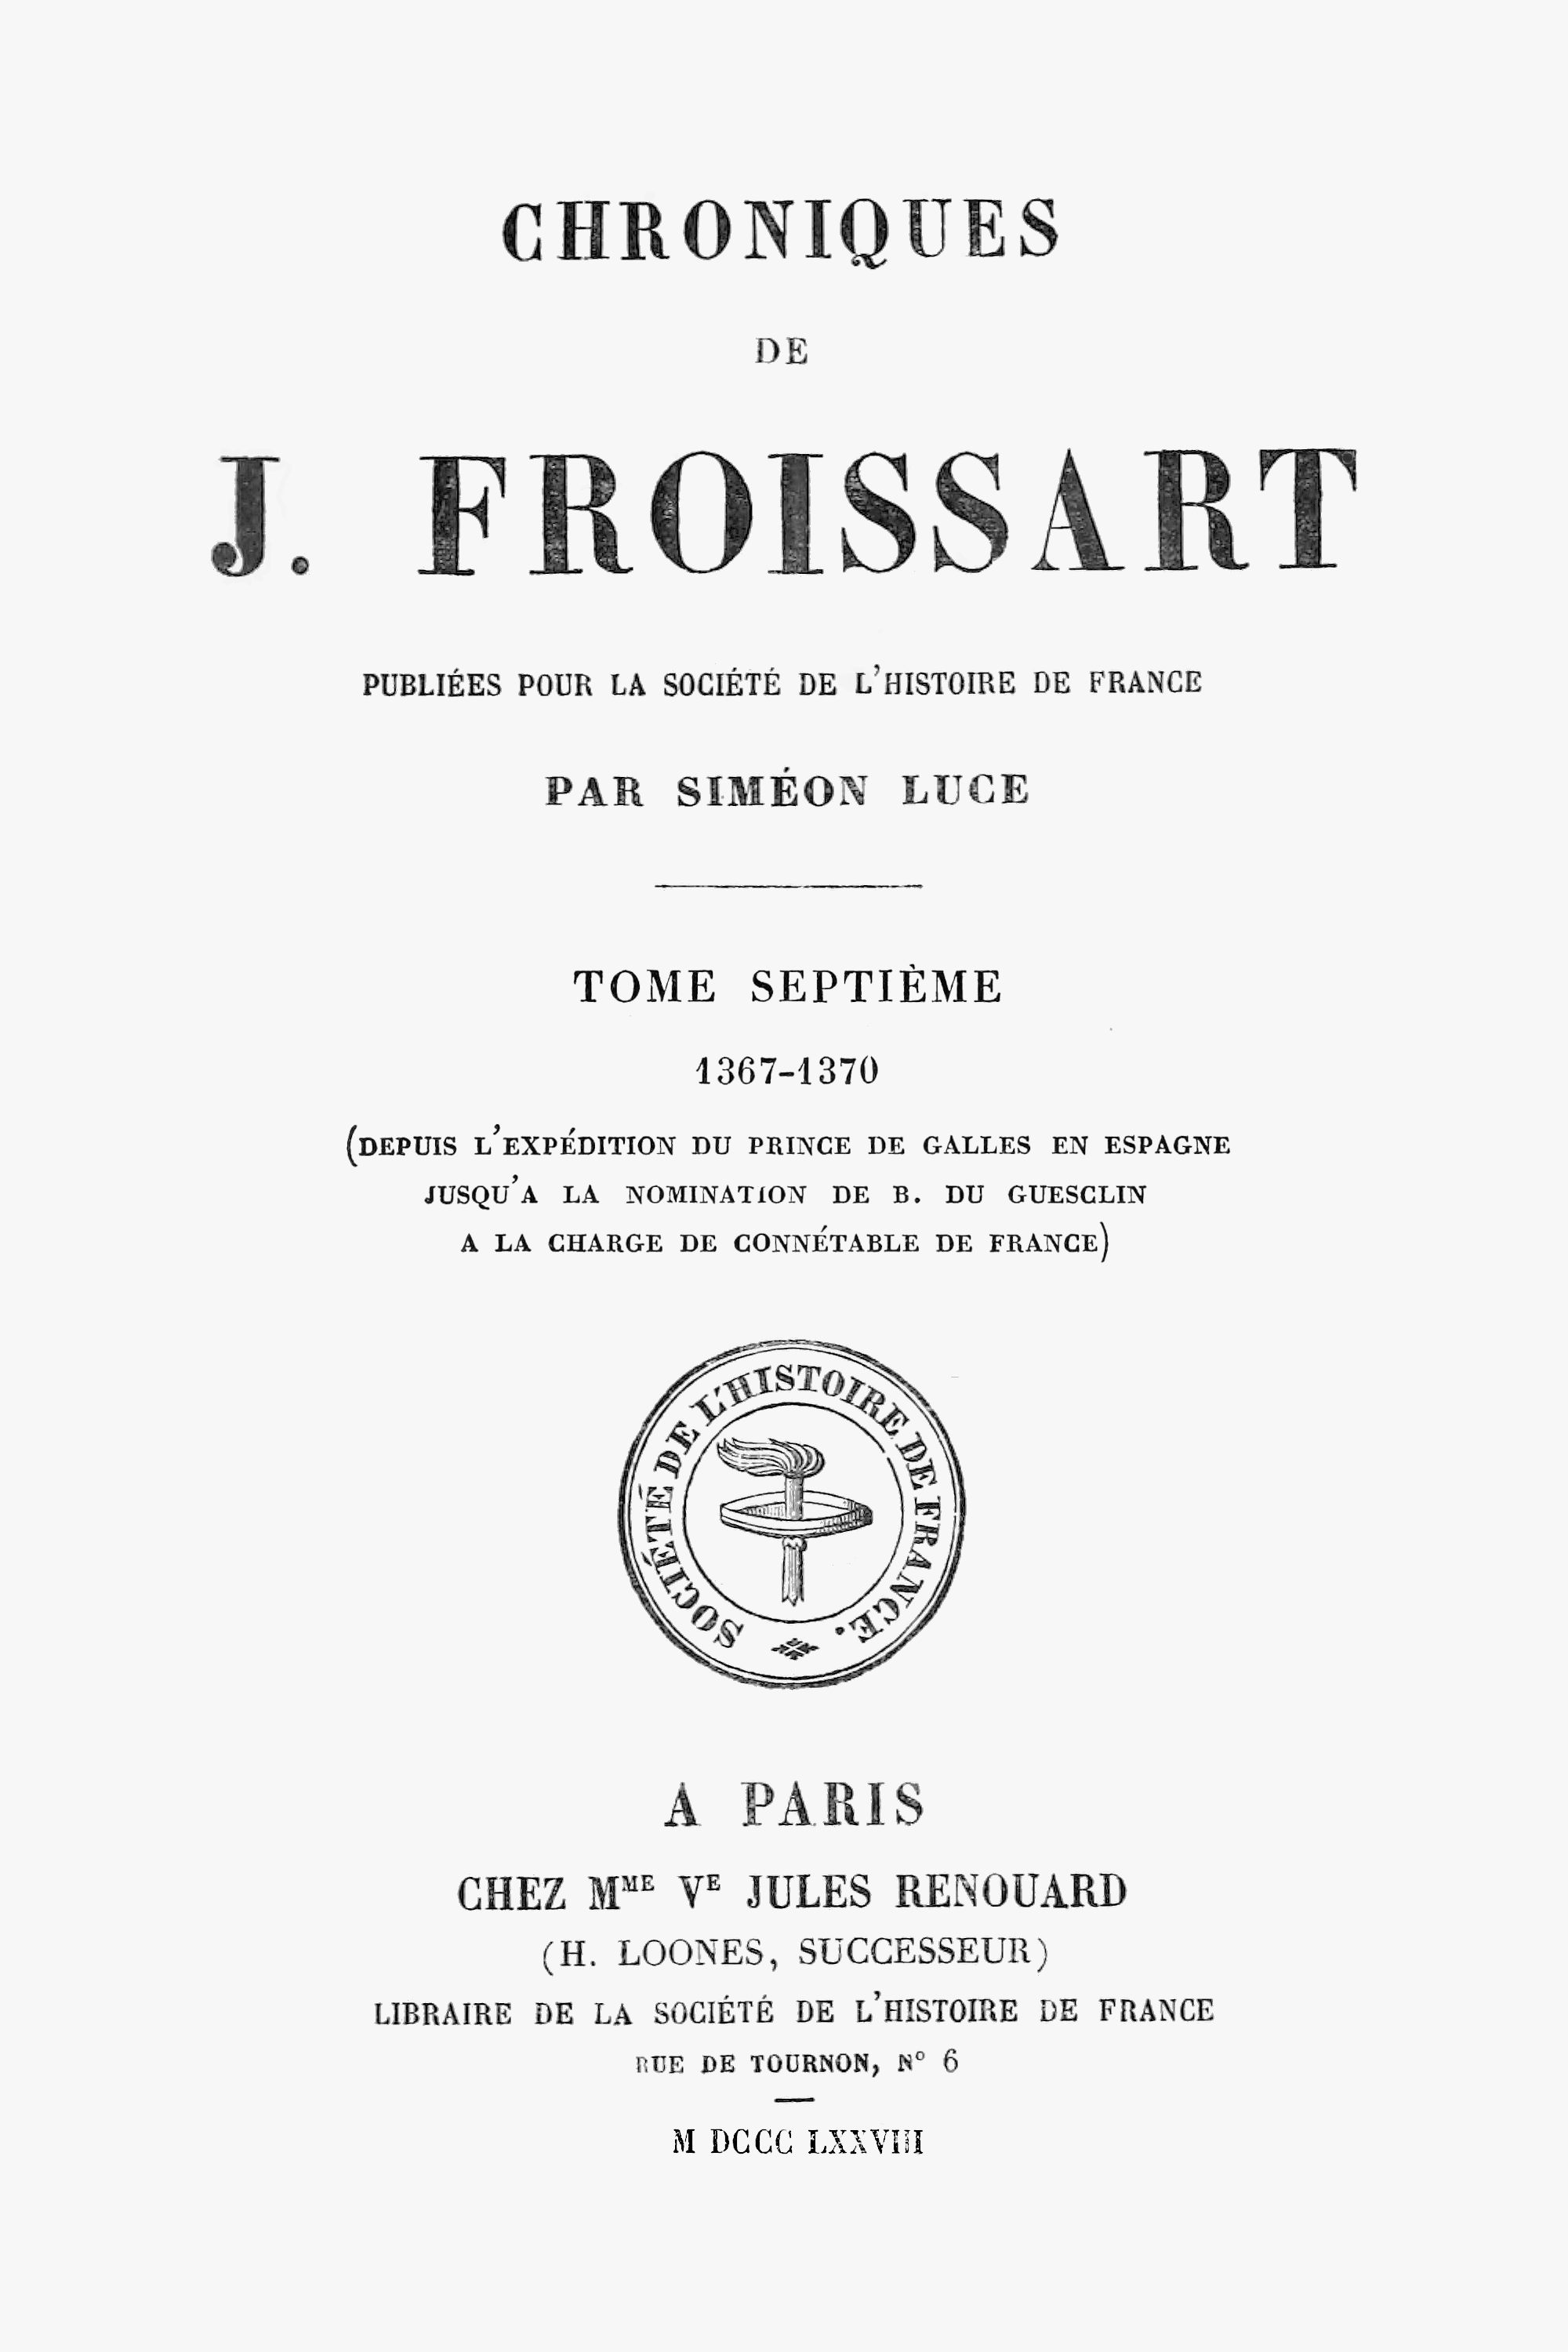 CHRONIQUES
DE
J. FROISSART
PUBLIÉES POUR LA SOCIÉTÉ DE L'HISTOIRE DE FRANCE
PAR SIMÉON LUCE
TOME SEPTIÈME
1367-1370
(DEPUIS L'EXPÉDITION DU PRINCE DE GALLES EN ESPAGNE
JUSQU'A LA NOMINATION DE B. DU GUESCLIN
A LA CHARGE DE CONNÉTABLE DE FRANCE)
SOCIÉTÉ DE L'HISTOIRE DE FRANCE.
A PARIS
CHEZ MME VE JULES RENOUARD
(H. LOONES, SUCCESSEUR)
LIBRAIRE DE LA SOCIÉTÉ DE L'HISTOIRE DE FRANCE
RUE DE TOURNON, No 6
M DCCC LXXVIII